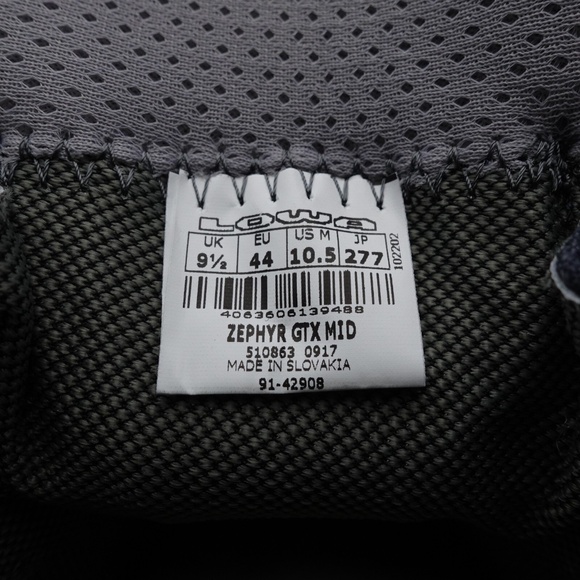 LOWA
UK EU US M JP
9½ 44 10.5 277
102202
4063606139488
ZEPHYR GTX MID
510863 0917
MADE IN SLOVAKIA
91-42908